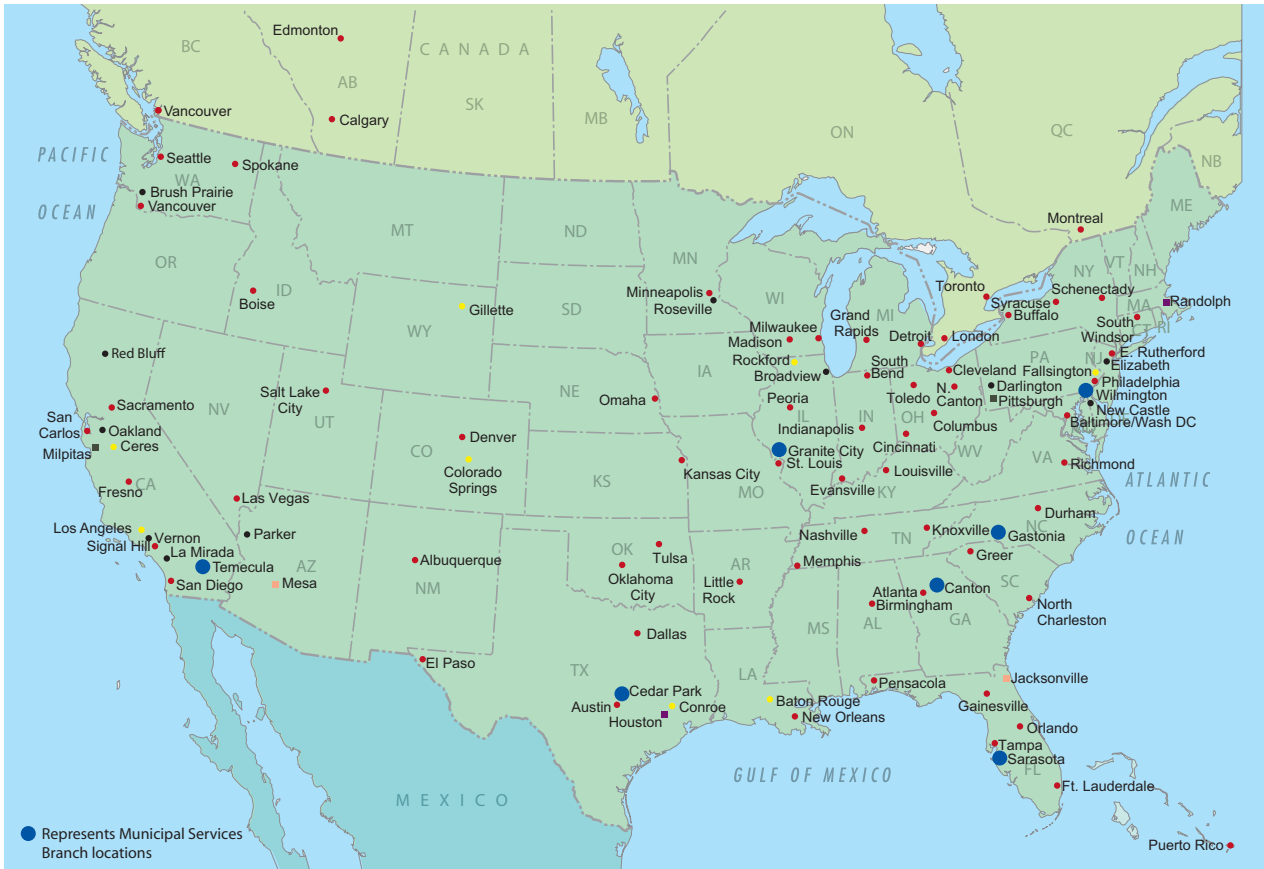 Edmonton
CANADA
BC
AB
SK
MB
ON
QC
NB
Vancouver
Calgary
PACIFIC
OCEAN
Seattle
Spokane
WA
Brush Prairie
Vancouver
MT
ND
MN
ME
Montreal
OR
ID
Boise
Gillette
SD
WI
MI
NY
VT
NH
Minneapolis
Roseville
Toronto
Syracuse
Schenectady
Buffalo
MA
Randolph
CT
RI
South
Windsor
WY
Milwaukee
Madison
Grand
Rapids
Detroit
London
Red Bluff
Rockford
Broadview
South
Bend
Cleveland
PA
NJ
E. Rutherford
Elizabeth
Fallsington
Philadelphia
Wilmington
New Castle
Baltimore/Wash DC
Darlington
Pittsburgh
NE
IA
Omaha
Salt Lake
City
Toledo
N.
Canton
Peoria
IL
IN
OH
Columbus
Indianapolis
Cincinnati
NV
UT
Sacramento
San
Carlos
Oakland
Milpitas
Ceres
CO
Denver
Colorado
Springs
Granite City
St. Louis
WV
VA
Richmond
Kansas City
Louisville
Evansville
KY
KS
MO
CA
Fresno
Las Vegas
ATLANTIC
OCEAN
Durham
NC
Los Angeles
Vernon
Signal Hill
La Mirada
Temecula
San Diego
Parker
AZ
Mesa
Albuquerque
NM
OK
Tulsa
Oklahoma
City
AR
Little
Rock
Nashville
TN
Knoxville
Gastonia
Memphis
Greer
SC
Atlanta
Canton
Birmingham
North
Charleston
MS
AL
GA
Dallas
El Paso
TX
LA
Cedar Park
Austin
Conroe
Houston
Baton Rouge
New Orleans
Pensacola
Jacksonville
Gainesville
Orlando
Tampa
Sarasota
FL
Ft. Lauderdale
GULF OF MEXICO
MEXICO
Puerto Rico
Represents Municipal Services
Branch locations